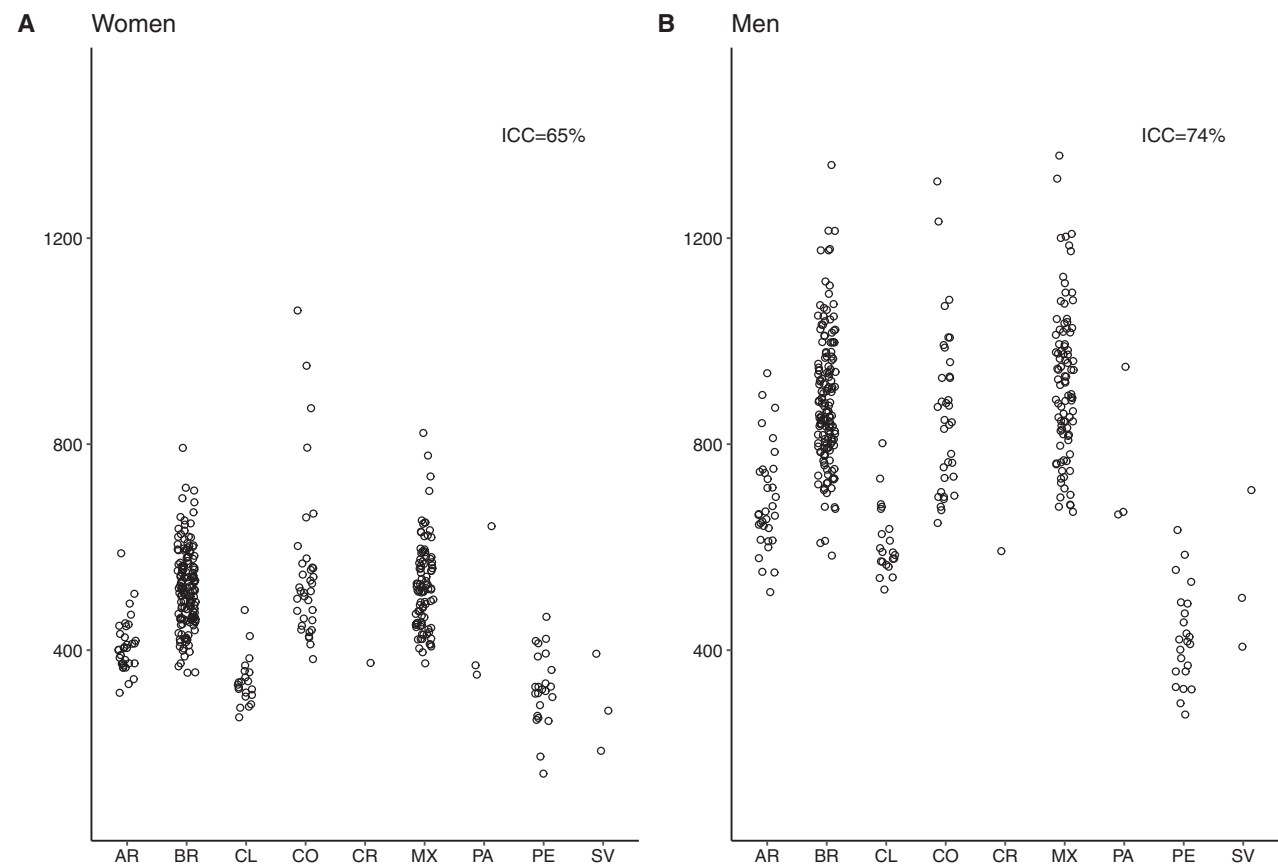 A Women
ICC=65%
1200
800
400
AR BR CL CO CR MX PA PE SV
B Men
ICC=74%
1200
800
400
AR BR CL CO CR MX PA PE SV